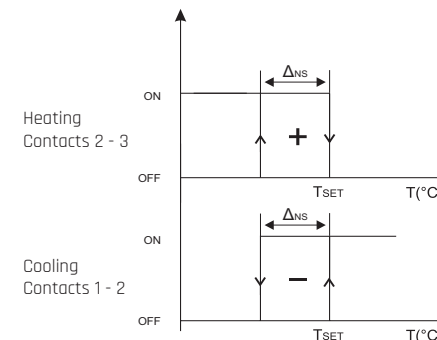 ΔNS
ON
Heating
Contacts 2 - 3
+
OFF
TSET T(°C
ΔNS
ON
Cooling
Contacts 1 - 2
−
OFF
TSET T(°C